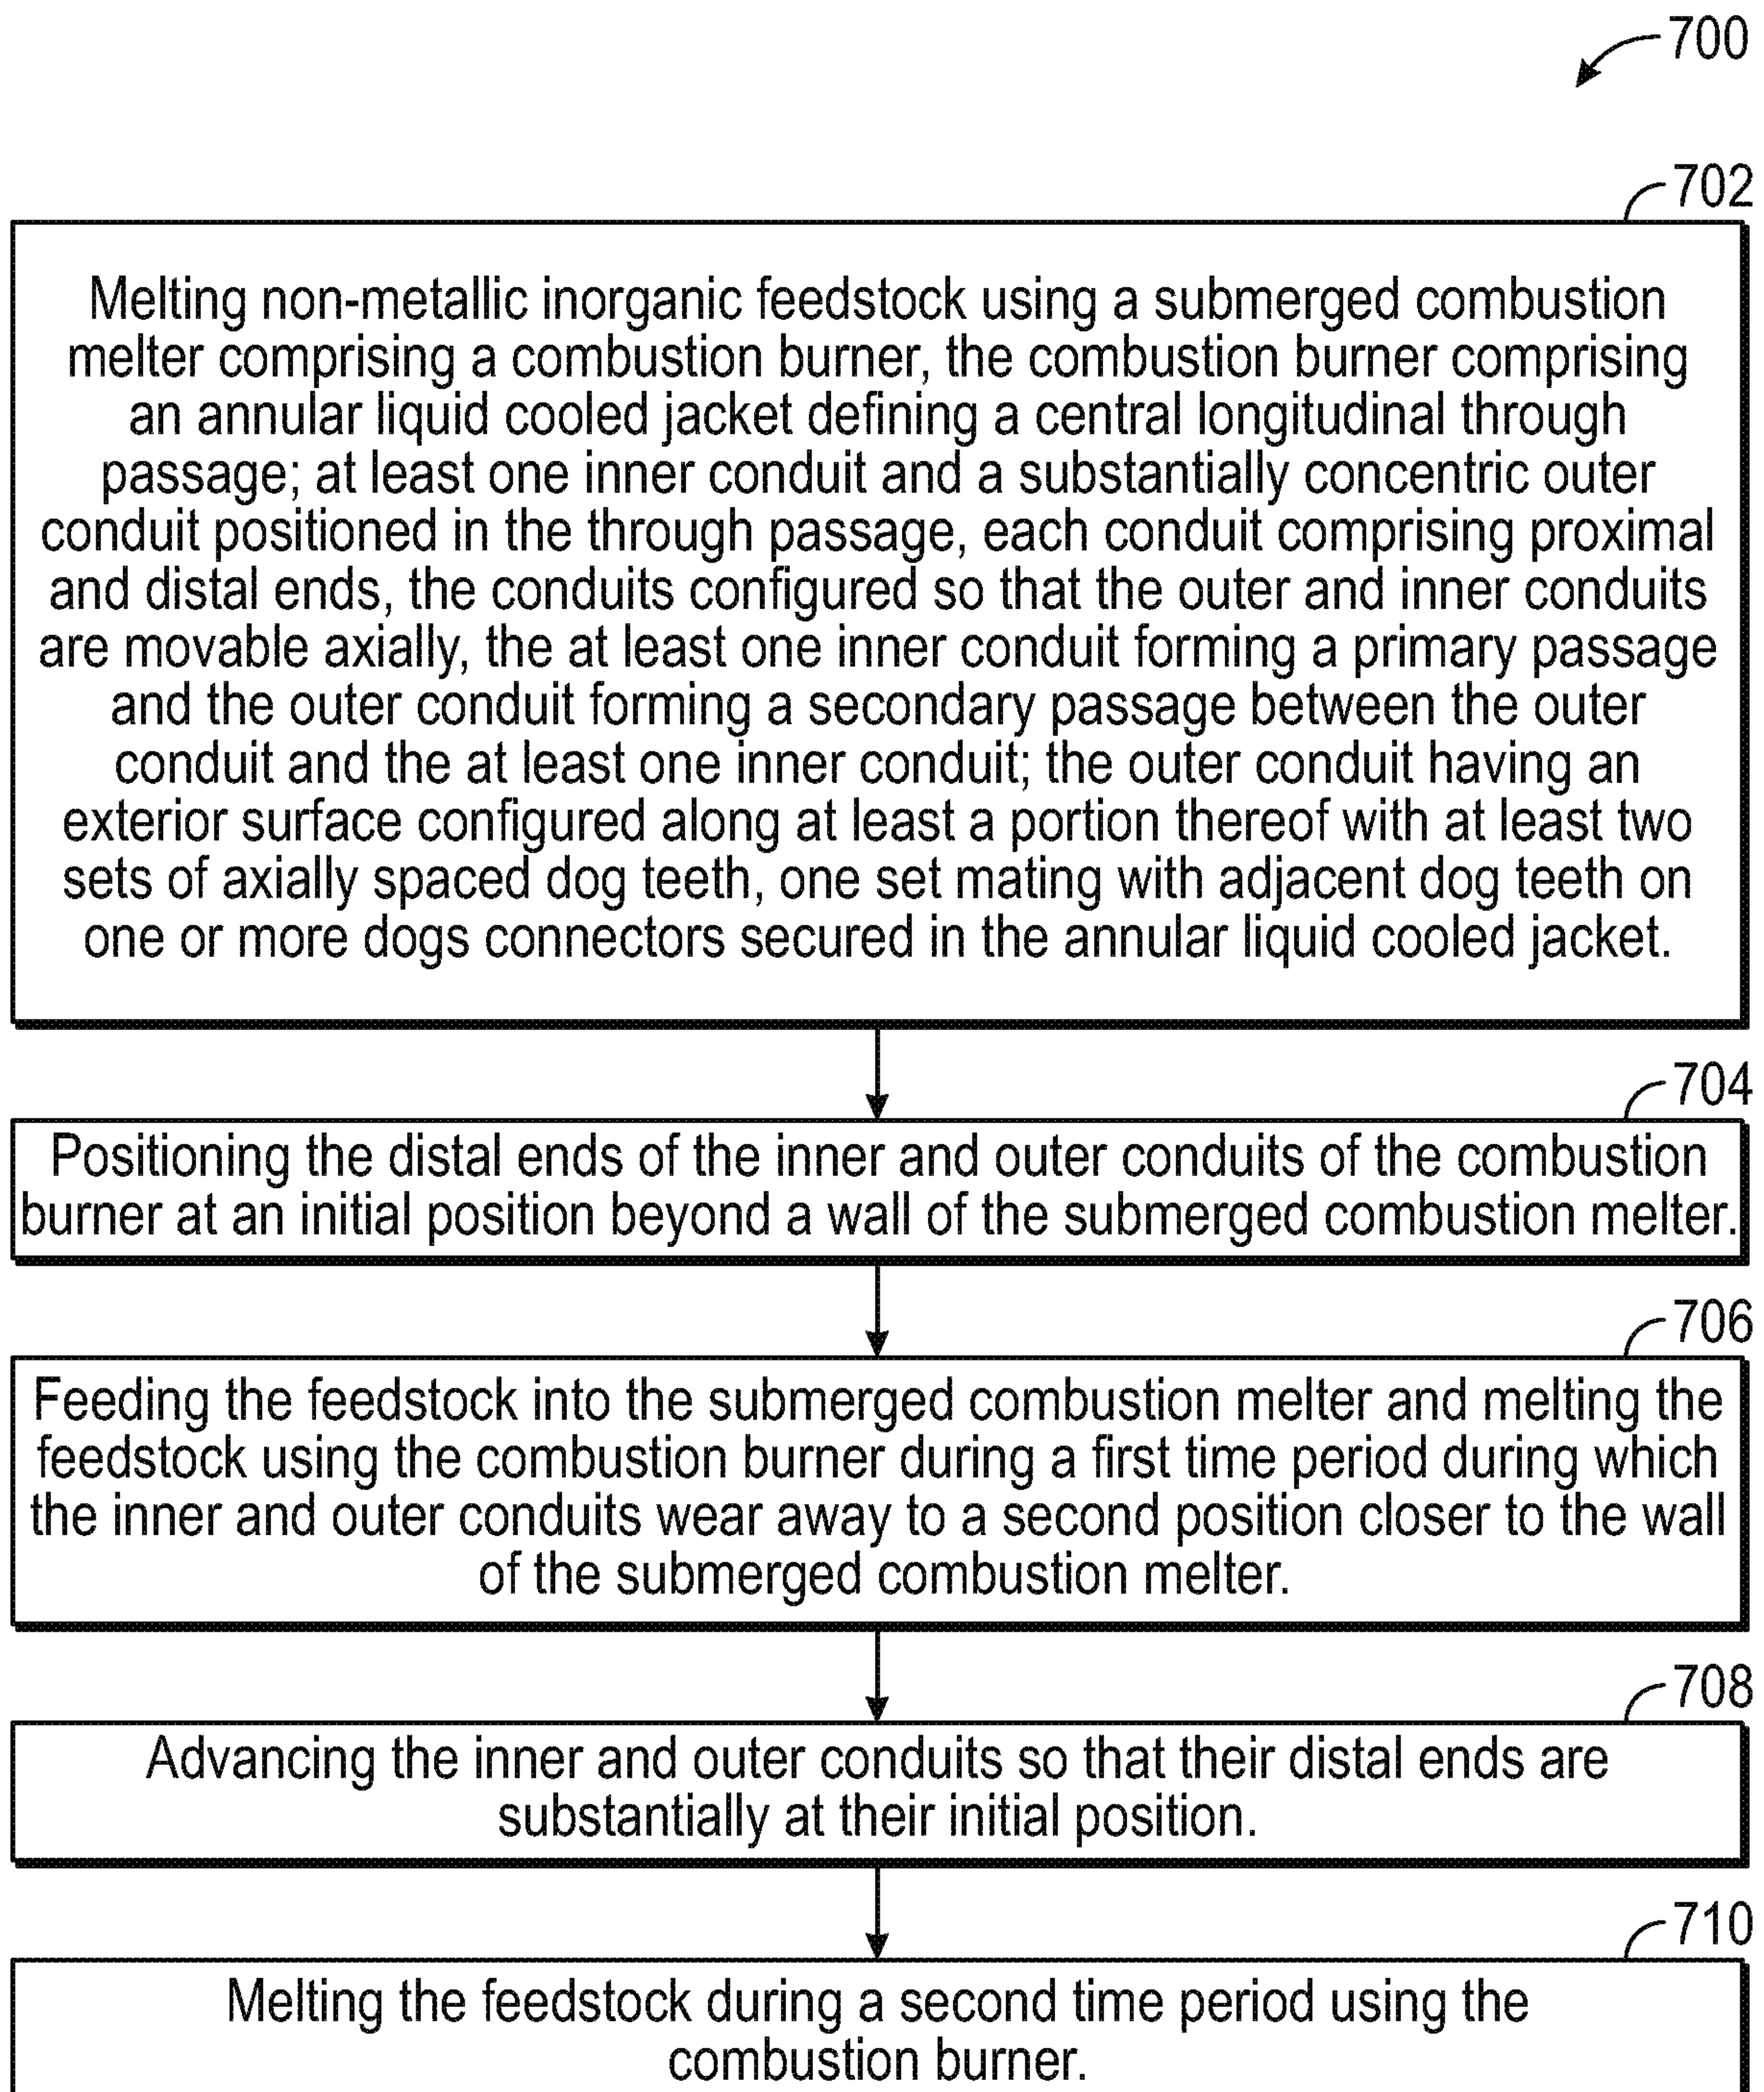 700
702
Melting non-metallic inorganic feedstock using a submerged combustion
melter comprising a combustion burner, the combustion burner comprising
an annular liquid cooled jacket defining a central longitudinal through
passage; at least one inner conduit and a substantially concentric outer
conduit positioned in the through passage, each conduit comprising proximal
and distal ends, the conduits configured so that the outer and inner conduits
are movable axially, the at least one inner conduit forming a primary passage
and the outer conduit forming a secondary passage between the outer
conduit and the at least one inner conduit; the outer conduit having an
exterior surface configured along at least a portion thereof with at least two
sets of axially spaced dog teeth, one set mating with adjacent dog teeth on
one or more dogs connectors secured in the annular liquid cooled jacket.
704
Positioning the distal ends of the inner and outer conduits of the combustion
burner at an initial position beyond a wall of the submerged combustion melter.
706
Feeding the feedstock into the submerged combustion melter and melting the
feedstock using the combustion burner during a first time period during which
the inner and outer conduits wear away to a second position closer to the wall
of the submerged combustion melter.
708
Advancing the inner and outer conduits so that their distal ends are
substantially at their initial position.
710
Melting the feedstock during a second time period using the
combustion burner.